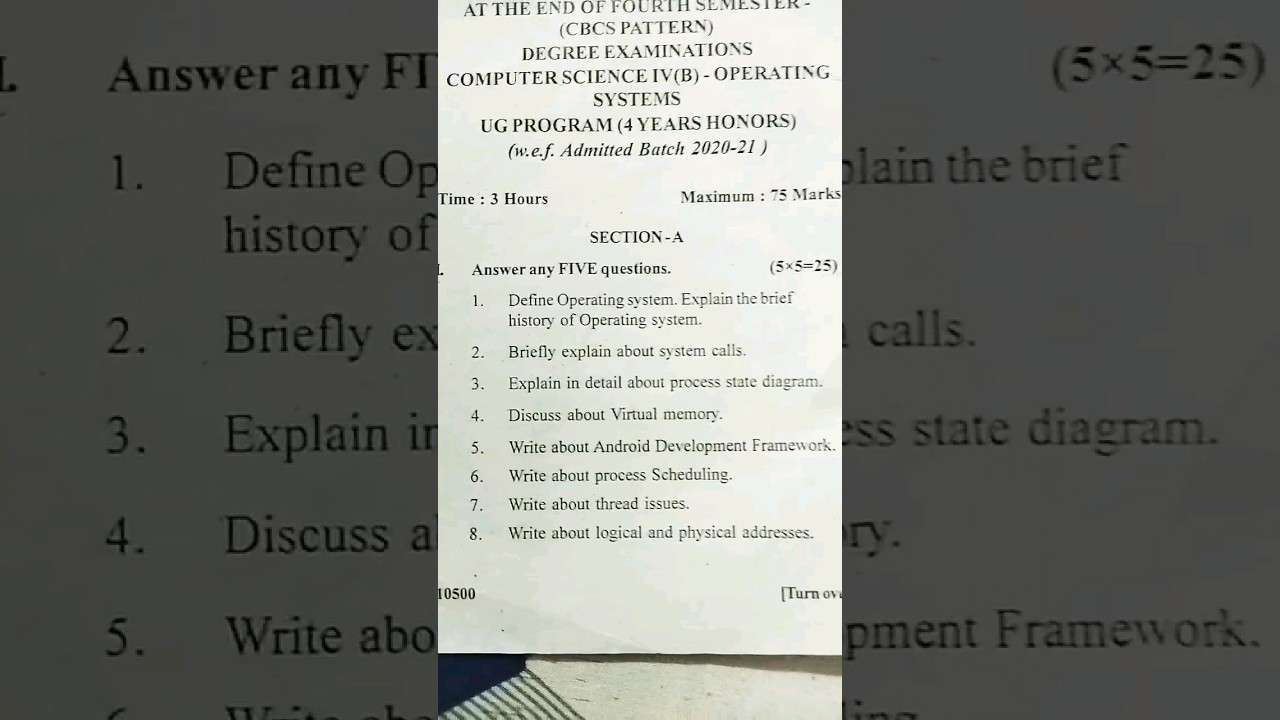 AT THE END OF FOURTH SEMESTER -
(CBCS PATTERN)
DEGREE EXAMINATIONS
COMPUTER SCIENCE IV(B) - OPERATING
SYSTEMS
UG PROGRAM (4 YEARS HONORS)
(w.e.f. Admitted Batch 2020-21 )
Time : 3 Hours Maximum : 75 Marks
SECTION-A
I. Answer any FIVE questions. (5×5=25)
1. Define Operating system. Explain the brief
history of Operating system.
2. Briefly explain about system calls.
3. Explain in detail about process state diagram.
4. Discuss about Virtual memory.
5. Write about Android Development Framework.
6. Write about process Scheduling.
7. Write about thread issues.
8. Write about logical and physical addresses.
10500 [Turn ove